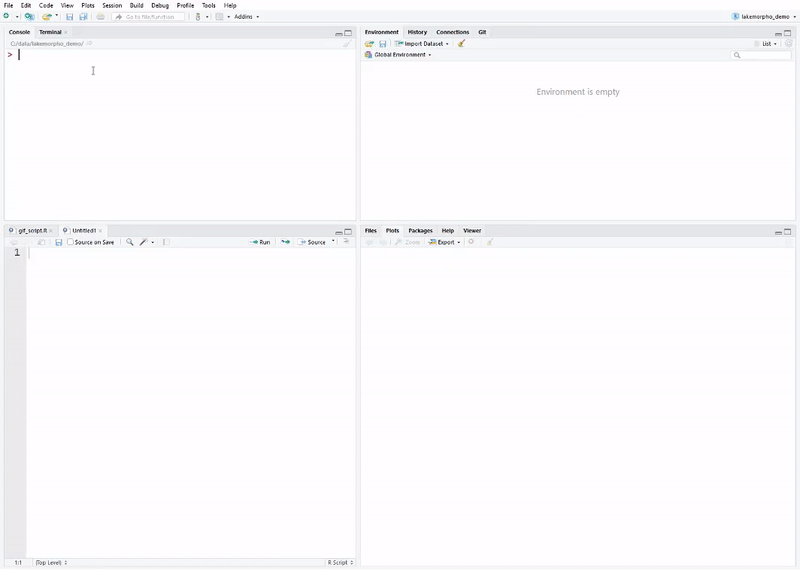 File Edit Code View Plots Session Build Debug Profile Tools Help
Go to file/function Addins lakemorpho_demo
Console Terminal
C:/data/lakemorpho_demo/
>
Environment History Connections Git
Import Dataset List
Global Environment
Environment is empty
gif_script.R Untitled1
Source on Save Run Source
1
1:1 (Top Level) R Script
Files Plots Packages Help Viewer
Zoom Export